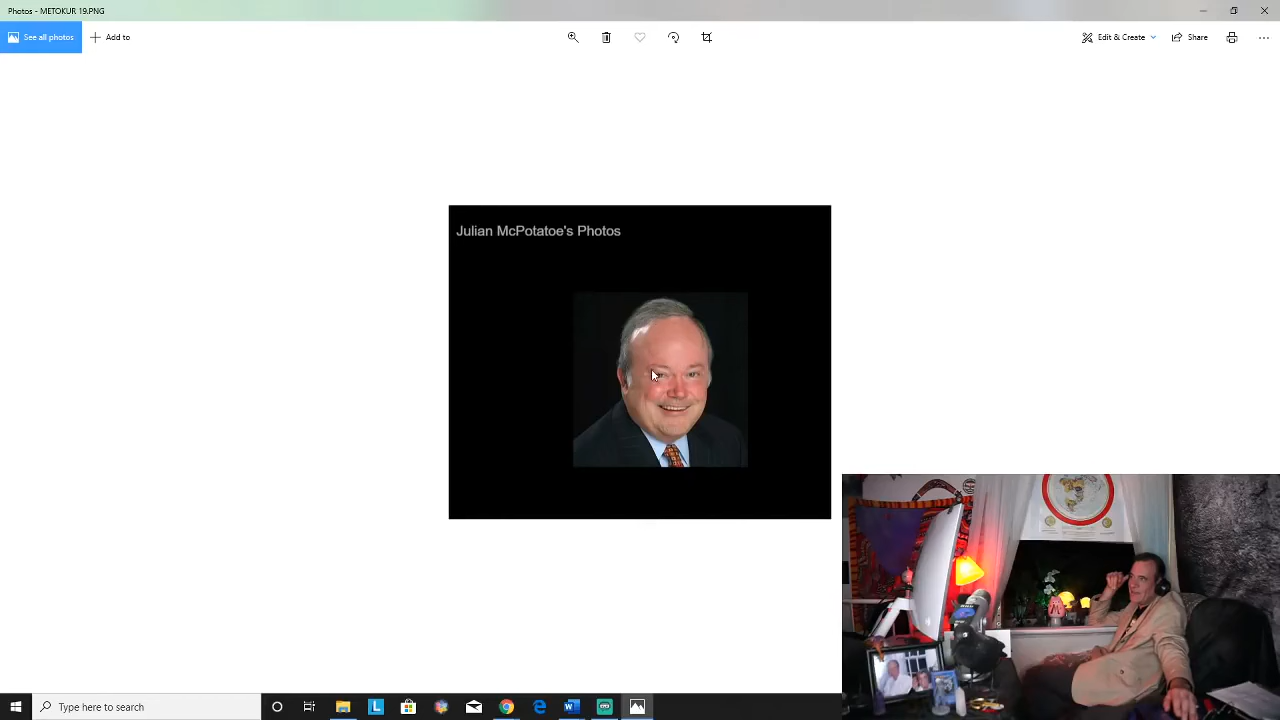 Photos - METOKUR 19.PNG
See all photos
Add to
Edit & Create
Share
Julian McPotatoe's Photos
Type here to search